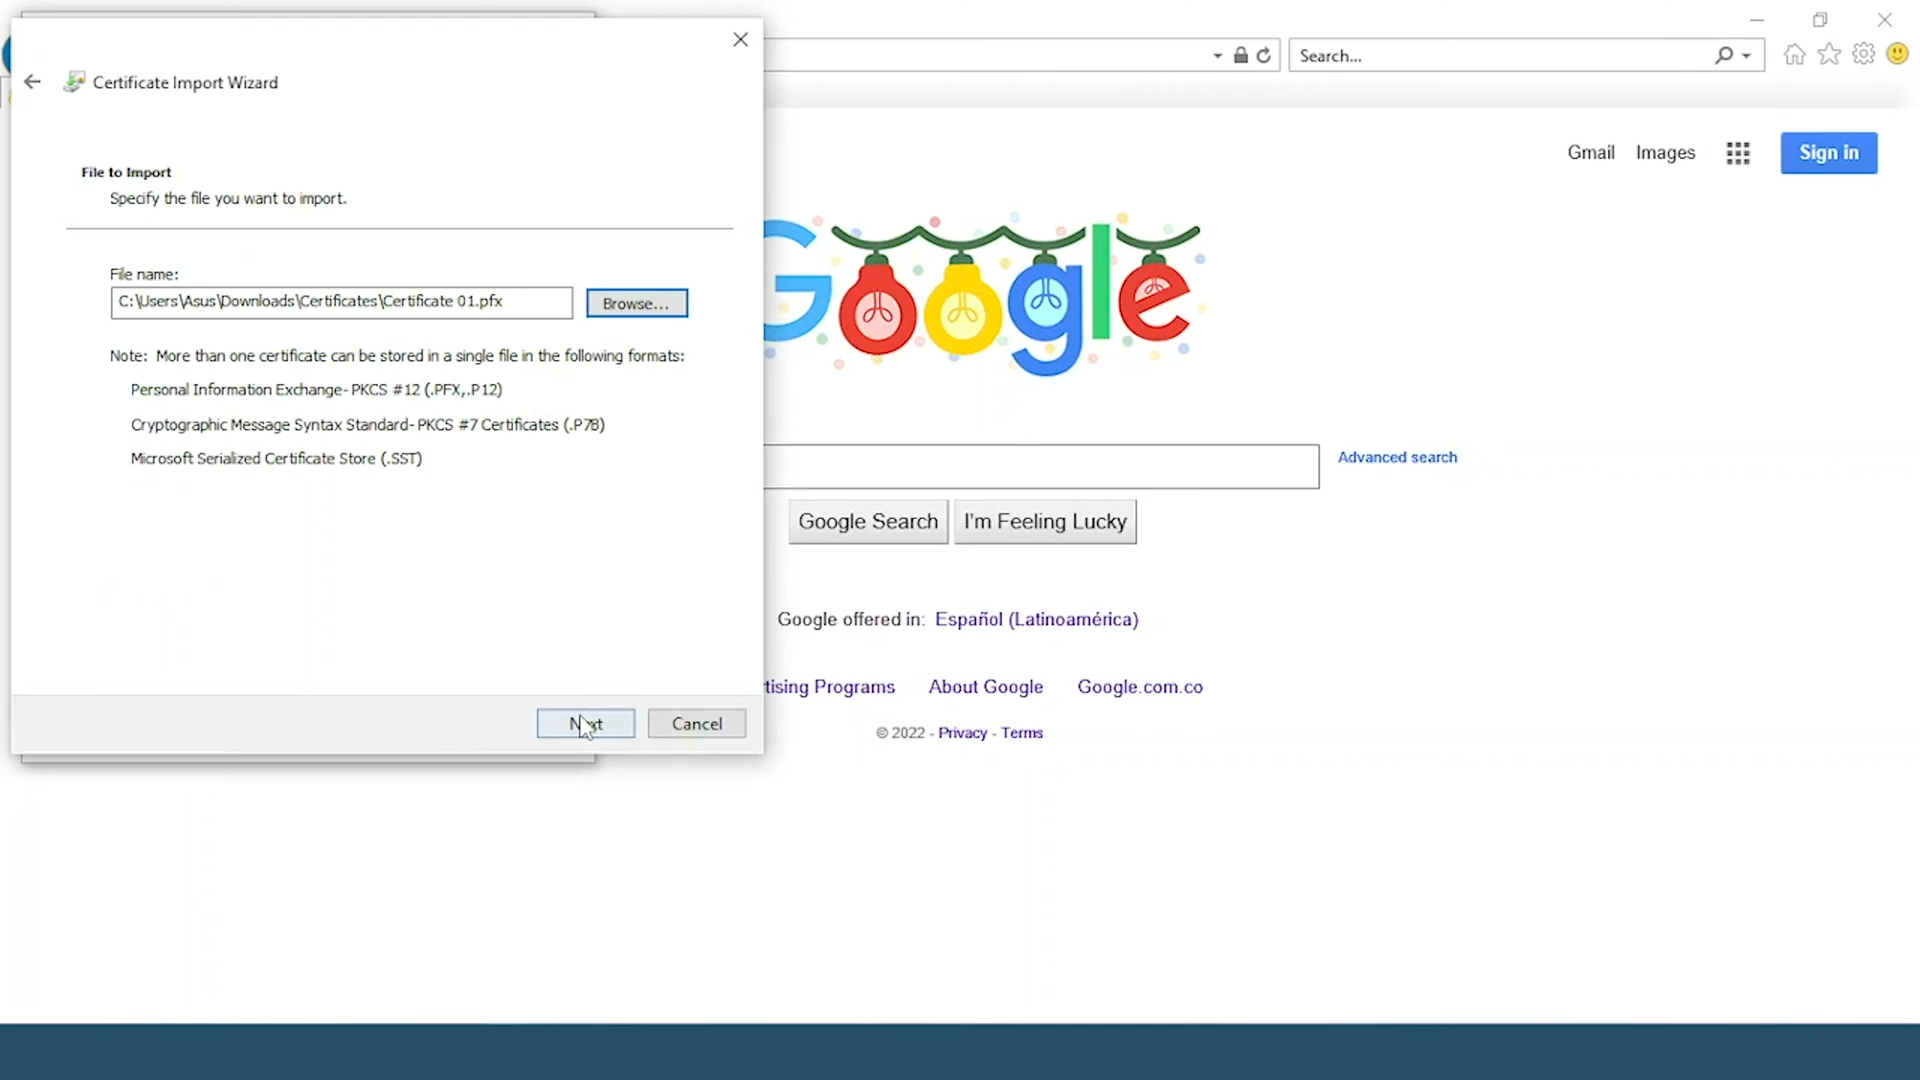 Certificate Import Wizard
File to Import
Specify the file you want to import.
File name:
C:\Users\Asus\Downloads\Certificates\Certificate 01.pfx
Browse...
Note: More than one certificate can be stored in a single file in the following formats:
Personal Information Exchange- PKCS #12 (.PFX,.P12)
Cryptographic Message Syntax Standard- PKCS #7 Certificates (.P7B)
Microsoft Serialized Certificate Store (.SST)
Next
Cancel
Search...
Gmail
Images
Sign in
Google
Advanced search
Google Search
I'm Feeling Lucky
Google offered in: Español (Latinoamérica)
tising Programs
About Google
Google.com.co
© 2022 - Privacy - Terms